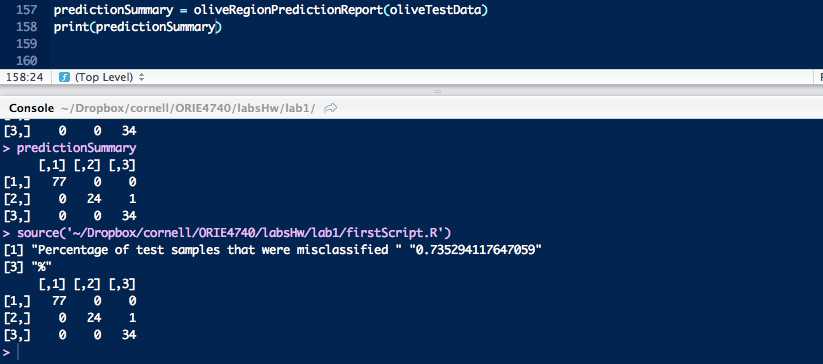 157 predictionSummary = oliveRegionPredictionReport(oliveTestData)
158 print(predictionSummary)
159
160
158:24 (Top Level)
Console ~/Dropbox/cornell/ORIE4740/labsHw/lab1/
[3,] 0 0 34
> predictionSummary
[,1] [,2] [,3]
[1,] 77 0 0
[2,] 0 24 1
[3,] 0 0 34
> source('~/Dropbox/cornell/ORIE4740/labsHw/lab1/firstScript.R')
[1] "Percentage of test samples that were misclassified " "0.735294117647059"
[3] "%"
[,1] [,2] [,3]
[1,] 77 0 0
[2,] 0 24 1
[3,] 0 0 34
>